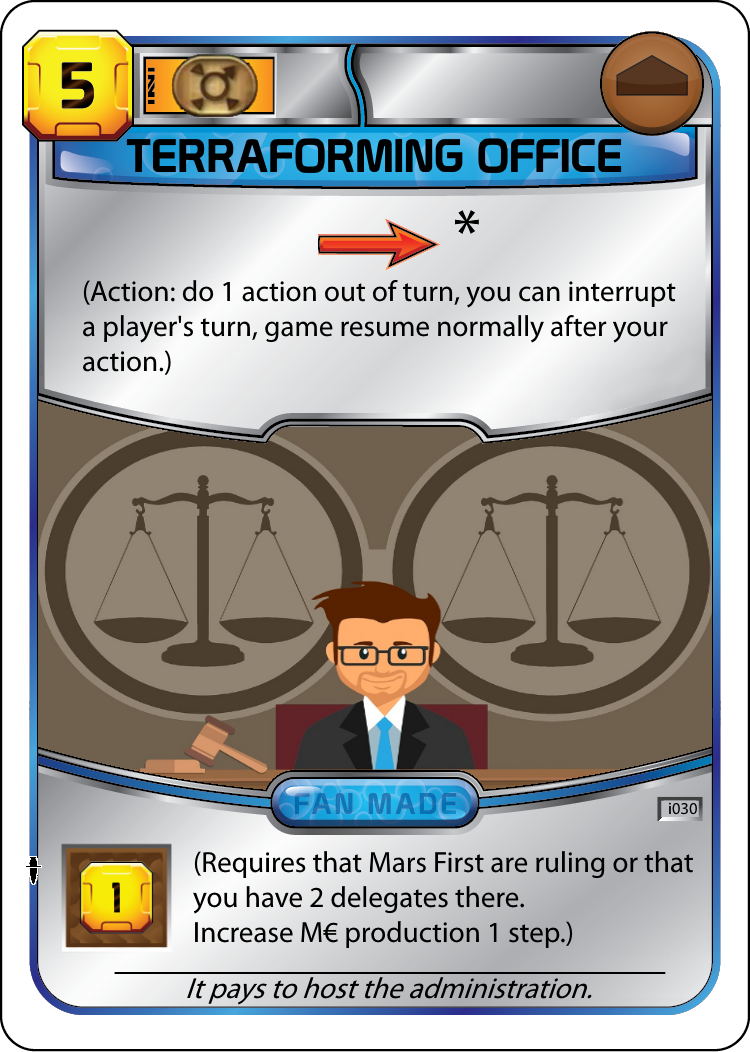 5
TERRAFORMING OFFICE
*
(Action: do 1 action out of turn, you can interrupt
a player's turn, game resume normally after your
action.)
FAN MADE
i030
1
(Requires that Mars First are ruling or that
you have 2 delegates there.
Increase M€ production 1 step.)
It pays to host the administration.